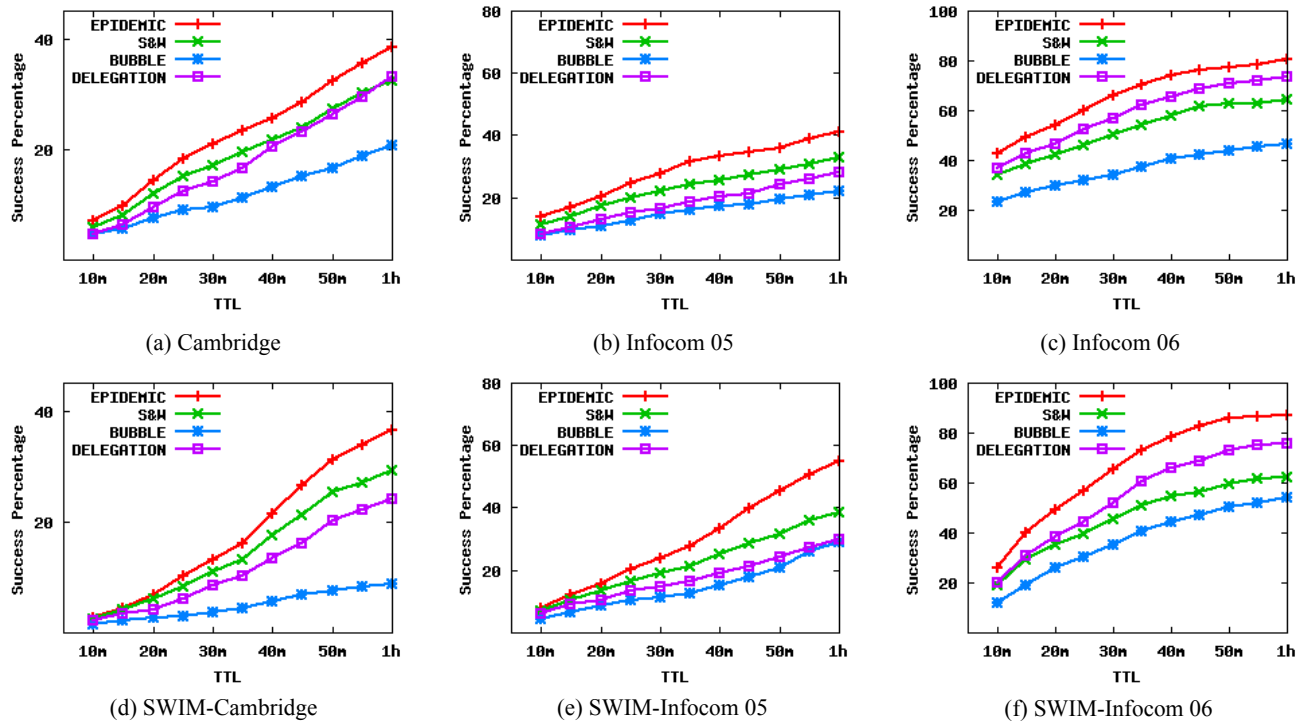 EPIDEMIC
S&W
BUBBLE
DELEGATION
Success Percentage
40
20
10m 20m 30m 40m 50m 1h
TTL
(a) Cambridge
EPIDEMIC
S&W
BUBBLE
DELEGATION
Success Percentage
80
60
40
20
10m 20m 30m 40m 50m 1h
TTL
(b) Infocom 05
EPIDEMIC
S&W
BUBBLE
DELEGATION
Success Percentage
100
80
60
40
20
10m 20m 30m 40m 50m 1h
TTL
(c) Infocom 06
EPIDEMIC
S&W
BUBBLE
DELEGATION
Success Percentage
40
20
10m 20m 30m 40m 50m 1h
TTL
(d) SWIM-Cambridge
EPIDEMIC
S&W
BUBBLE
DELEGATION
Success Percentage
80
60
40
20
10m 20m 30m 40m 50m 1h
TTL
(e) SWIM-Infocom 05
EPIDEMIC
S&W
BUBBLE
DELEGATION
Success Percentage
100
80
60
40
20
10m 20m 30m 40m 50m 1h
TTL
(f) SWIM-Infocom 06